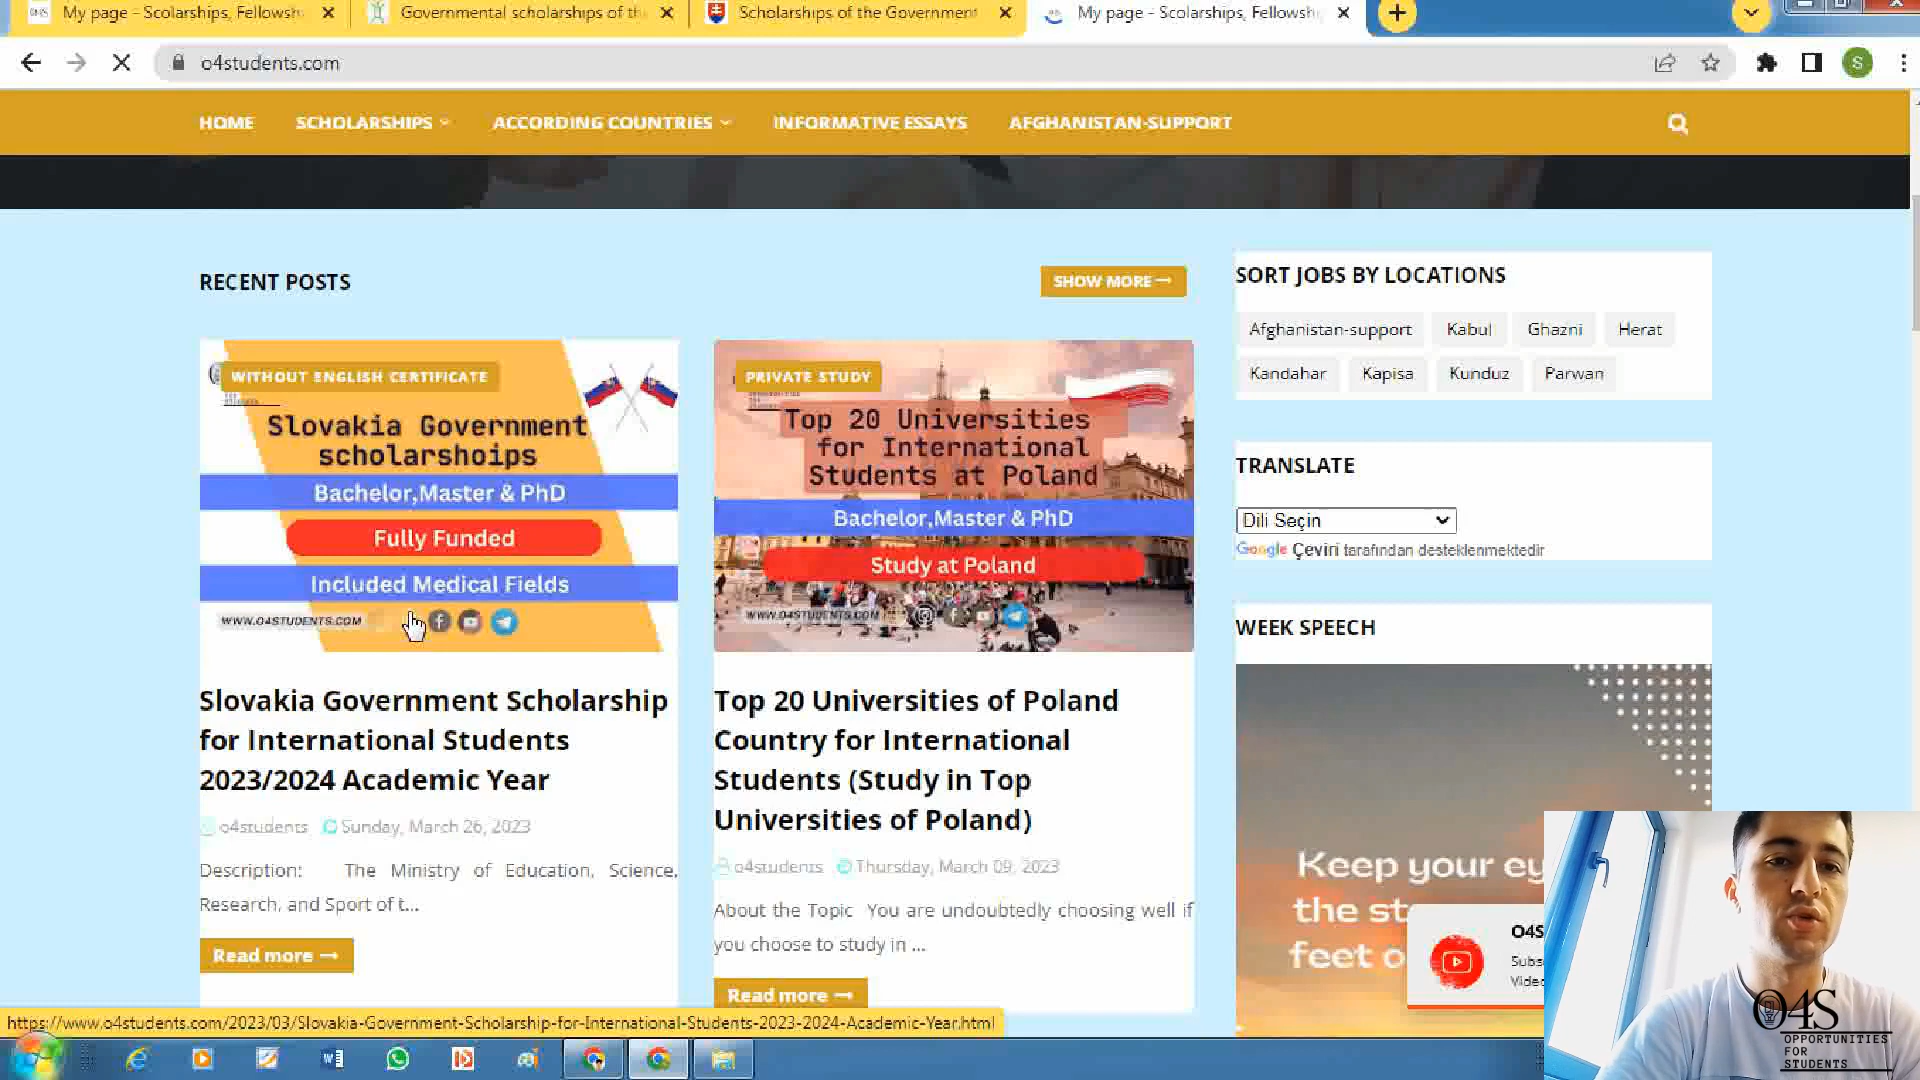 My page - Scolarships, Fellowsh
Governmental scholarships of th
Scholarships of the Government
My page - Scolarships, Fellowshi
o4students.com
S
HOME
SCHOLARSHIPS
ACCORDING COUNTRIES
INFORMATIVE ESSAYS
AFGHANISTAN-SUPPORT
RECENT POSTS
SHOW MORE
WITHOUT ENGLISH CERTIFICATE
Slovakia Government
scholarshoips
Bachelor,Master & PhD
Fully Funded
Included Medical Fields
WWW.O4STUDENTS.COM
Slovakia Government Scholarship
for International Students
2023/2024 Academic Year
o4students Sunday, March 26, 2023
Description: The Ministry of Education, Science,
Research, and Sport of t...
Read more
PRIVATE STUDY
Top 20 Universities
for International
Students at Poland
Bachelor,Master & PhD
Study at Poland
WWW.O4STUDENTS.COM
Top 20 Universities of Poland
Country for International
Students (Study in Top
Universities of Poland)
o4students Thursday, March 09, 2023
About the Topic You are undoubtedly choosing well if
you choose to study in ...
Read more
SORT JOBS BY LOCATIONS
Afghanistan-support Kabul Ghazni Herat
Kandahar Kapisa Kunduz Parwan
TRANSLATE
Dili Seçin
Google Çeviri tarafından desteklenmektedir
WEEK SPEECH
Keep your ey
the st
feet o
O4S
Subs
Vide
O4S
OPPORTUNITIES
FOR
STUDENTS
https://www.o4students.com/2023/03/Slovakia-Government-Scholarship-for-International-Students-2023-2024-Academic-Year.html